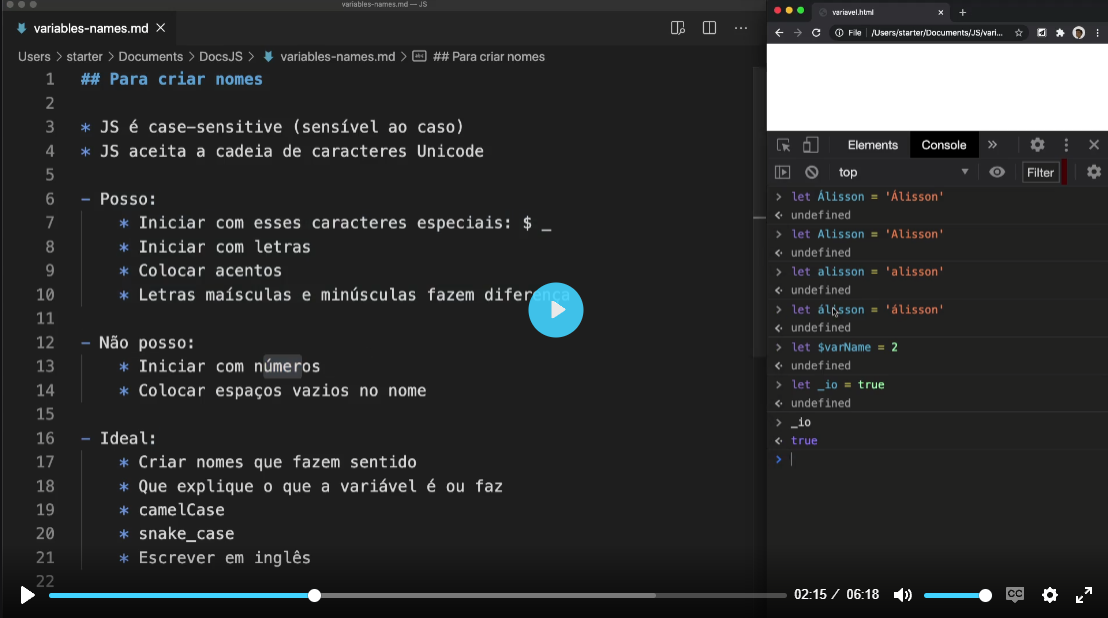 variables-names.md — JS
variables-names.md
Users > starter > Documents > DocsJS > variables-names.md > ## Para criar nomes
1 ## Para criar nomes
2
3 * JS é case-sensitive (sensível ao caso)
4 * JS aceita a cadeia de caracteres Unicode
5
6 - Posso:
7 * Iniciar com esses caracteres especiais: $ _
8 * Iniciar com letras
9 * Colocar acentos
10 * Letras maísculas e minúsculas fazem diferença
11
12 - Não posso:
13 * Iniciar com números
14 * Colocar espaços vazios no nome
15
16 - Ideal:
17 * Criar nomes que fazem sentido
18 * Que explique o que a variável é ou faz
19 * camelCase
20 * snake_case
21 * Escrever em inglês
22
variavel.html
File | /Users/starter/Documents/JS/vari...
Elements Console »
top Filter
> let Álisson = 'Álisson'
undefined
> let Alisson = 'Alisson'
undefined
> let alisson = 'alisson'
undefined
> let álisson = 'álisson'
undefined
> let $varName = 2
undefined
> let _io = true
undefined
> _io
true
>
02:15 / 06:18
CC